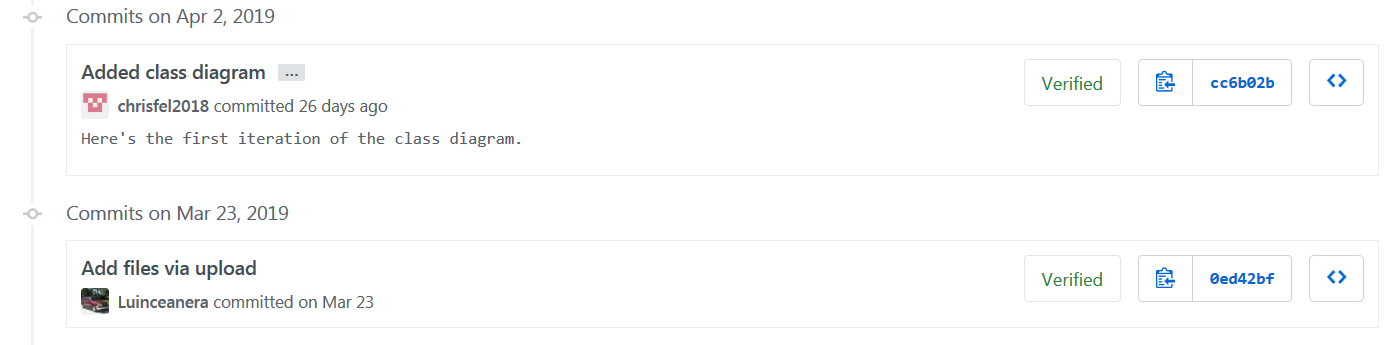 Commits on Apr 2, 2019
Added class diagram ...
Verified
cc6b02b
chrisfel2018 committed 26 days ago
Here's the first iteration of the class diagram.
Commits on Mar 23, 2019
Add files via upload
Verified
0ed42bf
Luinceanera committed on Mar 23